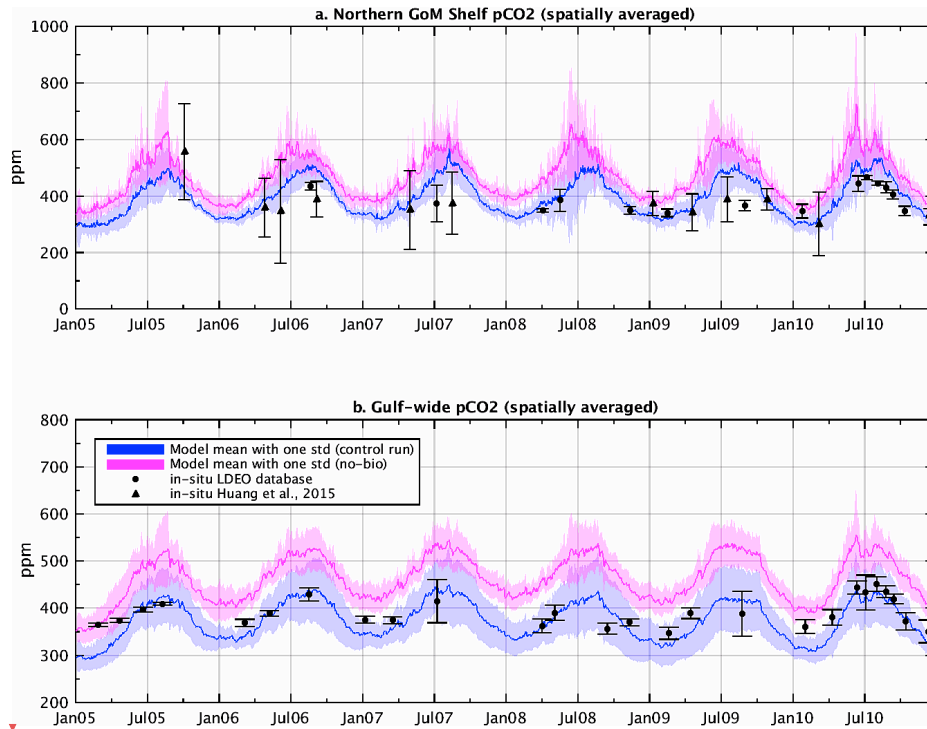 a. Northern GoM Shelf pCO2 (spatially averaged)
1000
800
600
400
200
0
ppm
Jan05 Jul05 Jan06 Jul06 Jan07 Jul07 Jan08 Jul08 Jan09 Jul09 Jan10 Jul10
b. Gulf-wide pCO2 (spatially averaged)
800
700
600
500
400
300
200
ppm
Model mean with one std (control run)
Model mean with one std (no-bio)
in-situ LDEO database
in-situ Huang et al., 2015
Jan05 Jul05 Jan06 Jul06 Jan07 Jul07 Jan08 Jul08 Jan09 Jul09 Jan10 Jul10